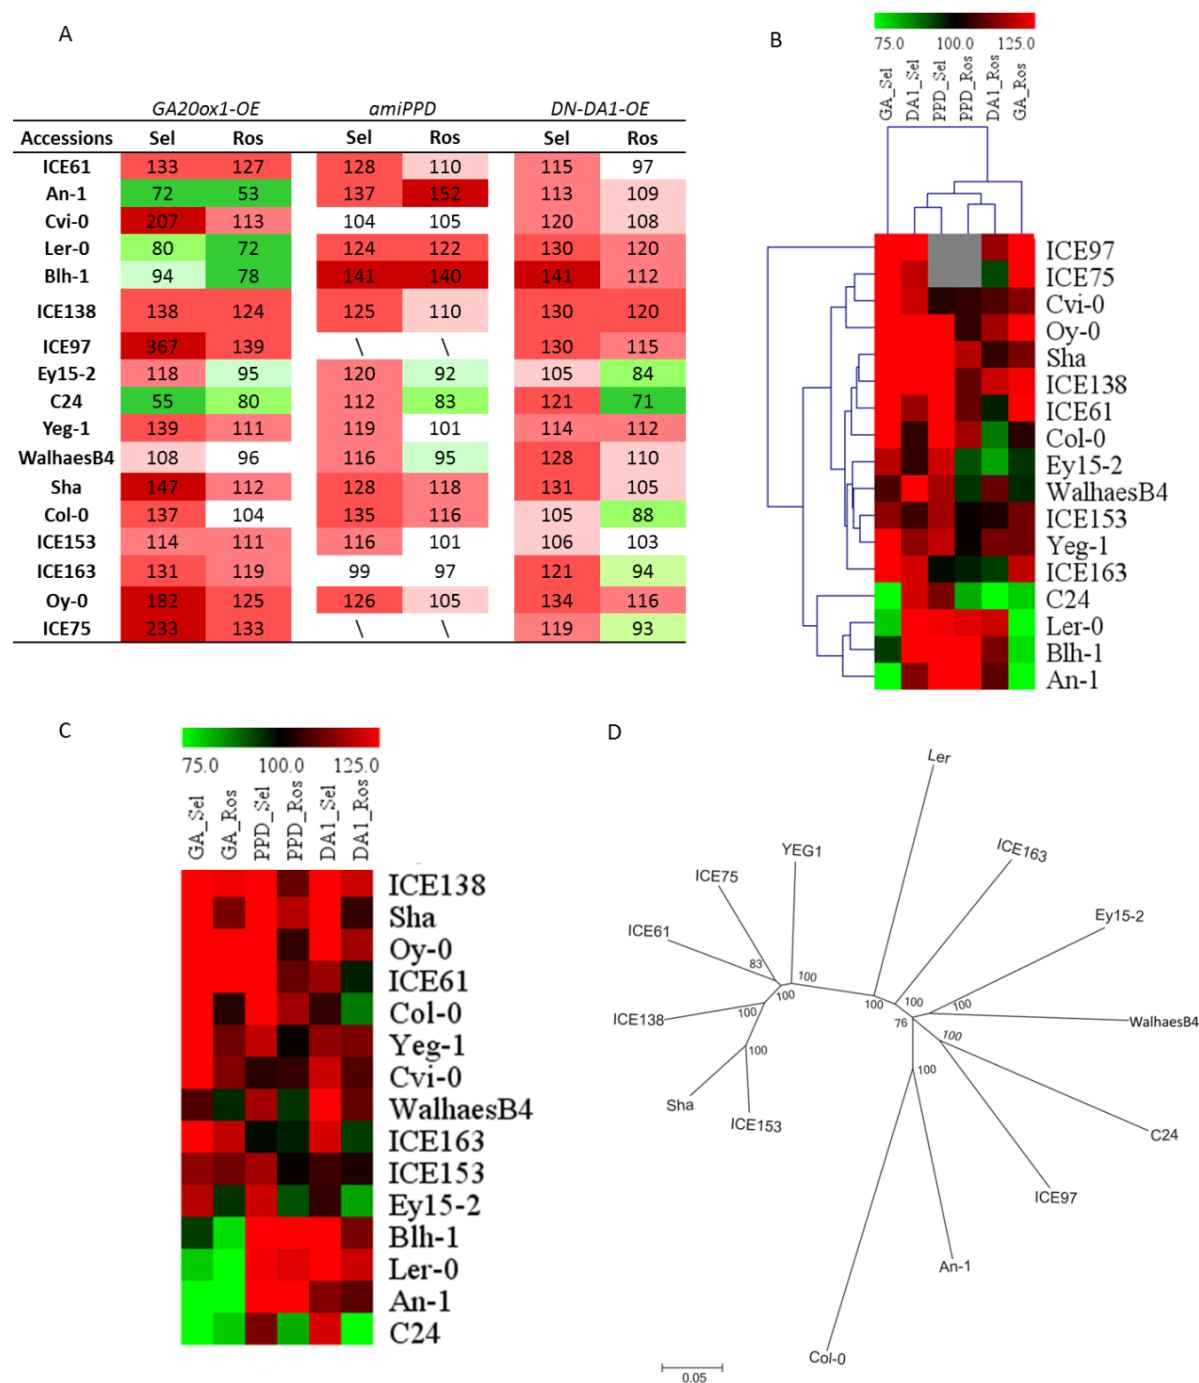 A
GA20ox1-OE amiPPD DN-DA1-OE
Accessions Sel Ros Sel Ros Sel Ros
ICE61 133 127 128 110 115 97
An-1 72 53 137 152 113 109
Cvi-0 207 113 104 105 120 108
Ler-0 80 72 124 122 130 120
Blh-1 94 78 141 140 141 112
ICE138 138 124 125 110 130 120
ICE97 367 139 \ \ 130 115
Ey15-2 118 95 120 92 105 84
C24 55 80 112 83 121 71
Yeg-1 139 111 119 101 114 112
WalhaesB4 108 96 116 95 128 110
Sha 147 112 128 118 131 105
Col-0 137 104 135 116 105 88
ICE153 114 111 116 101 106 103
ICE163 131 119 99 97 121 94
Oy-0 182 125 126 105 134 116
ICE75 233 133 \ \ 119 93
B
75.0 100.0 125.0
GA_Sel
DA1_Sel
PPD_Sel
PPD_Ros
DA1_Ros
GA_Ros
ICE97
ICE75
Cvi-0
Oy-0
Sha
ICE138
ICE61
Col-0
Ey15-2
WalhaesB4
ICE153
Yeg-1
ICE163
C24
Ler-0
Blh-1
An-1
C
75.0 100.0 125.0
GA_Sel
GA_Ros
PPD_Sel
PPD_Ros
DA1_Sel
DA1_Ros
ICE138
Sha
Oy-0
ICE61
Col-0
Yeg-1
Cvi-0
WalhaesB4
ICE163
ICE153
Ey15-2
Blh-1
Ler-0
An-1
C24
D
Ler
YEG1
ICE163
ICE75
Ey15-2
ICE61
83
100
100
100
100
100
100
76
ICE138
WalhaesB4
100
100
100
Sha
ICE153
C24
ICE97
An-1
Col-0
0.05